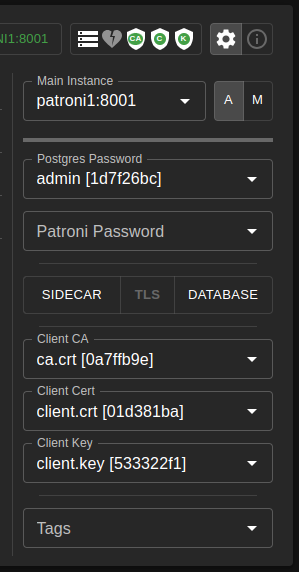 NI1:8001
CA
C
K
Main Instance
patroni1:8001
A
M
Postgres Password
admin [1d7f26bc]
Patroni Password
SIDECAR
TLS
DATABASE
Client CA
ca.crt [0a7ffb9e]
Client Cert
client.crt [01d381ba]
Client Key
client.key [533322f1]
Tags